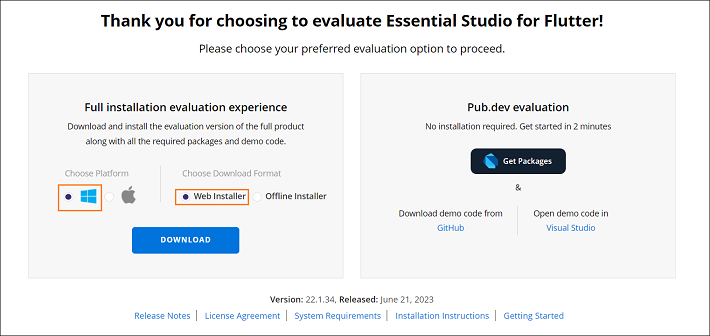 Thank you for choosing to evaluate Essential Studio for Flutter!
Please choose your preferred evaluation option to proceed.
Full installation evaluation experience
Download and install the evaluation version of the full product
along with all the required packages and demo code.
Choose Platform
Choose Download Format
Web Installer
Offline Installer
DOWNLOAD
Pub.dev evaluation
No installation required. Get started in 2 minutes
Get Packages
&
Download demo code from
GitHub
Open demo code in
Visual Studio
Version: 22.1.34, Released: June 21, 2023
Release Notes | License Agreement | System Requirements | Installation Instructions | Getting Started